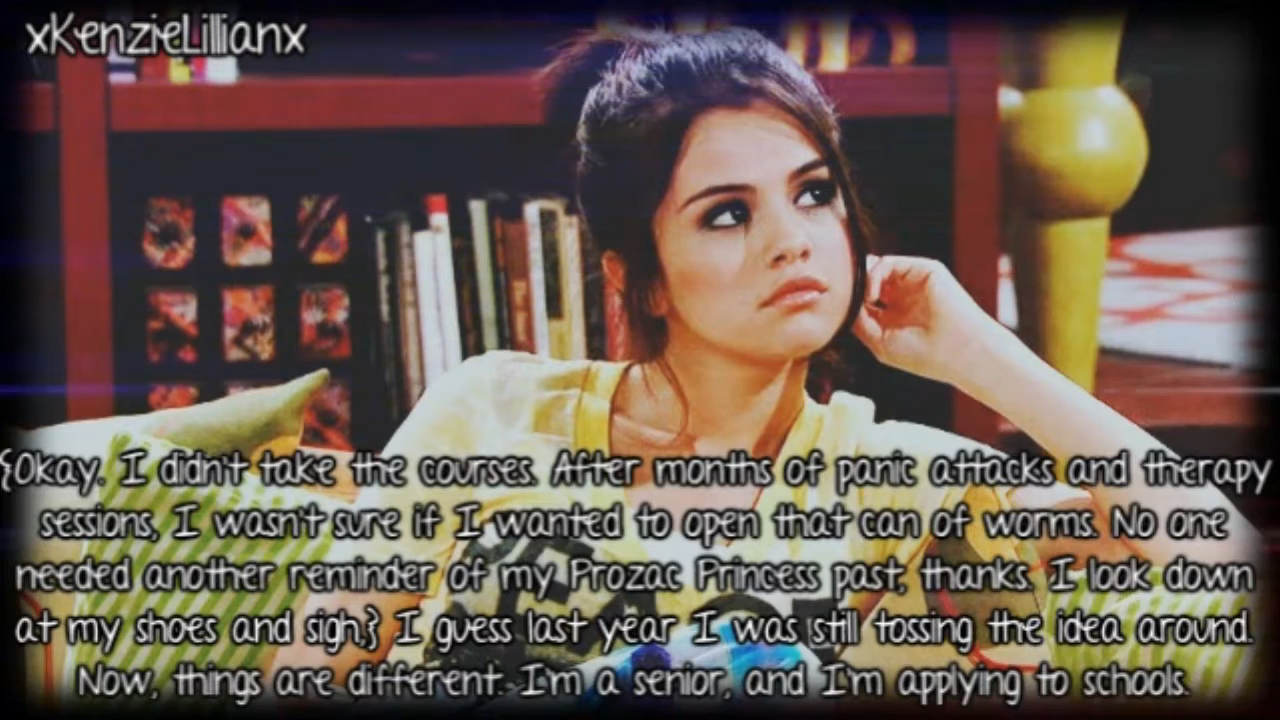 xKenzieLillianx
{Okay. I didn't take the courses. After months of panic attacks and therapy
sessions, I wasn't sure if I wanted to open that can of worms. No one
needed another reminder of my Prozac Princess past, thanks. I look down
at my shoes and sigh,} I guess last year I was still tossing the idea around.
Now, things are different. I'm a senior, and I'm applying to schools.